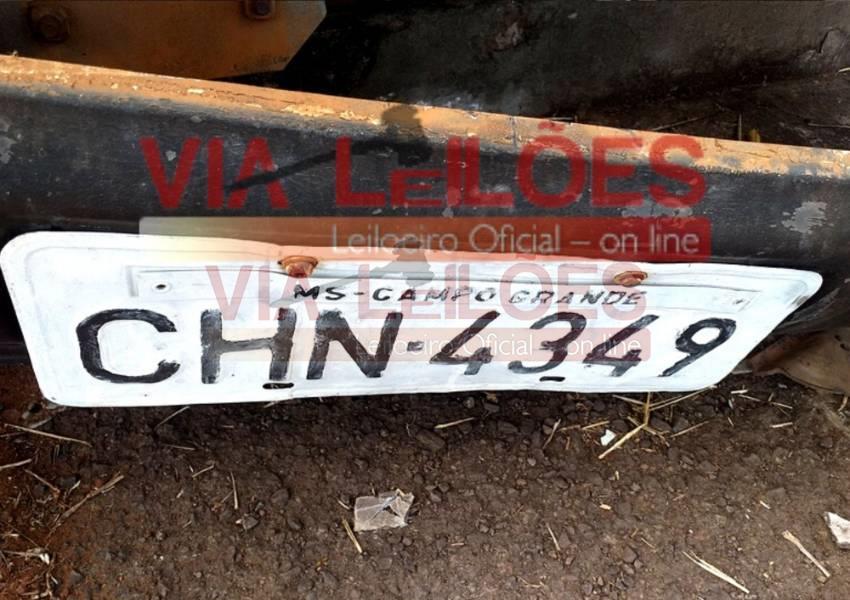 VIA LEILÕES
Leiloeiro Oficial – on line
VIA LEILÕES
MS-CAMPO GRANDE
CHN-4349
Leiloeiro Oficial – on line